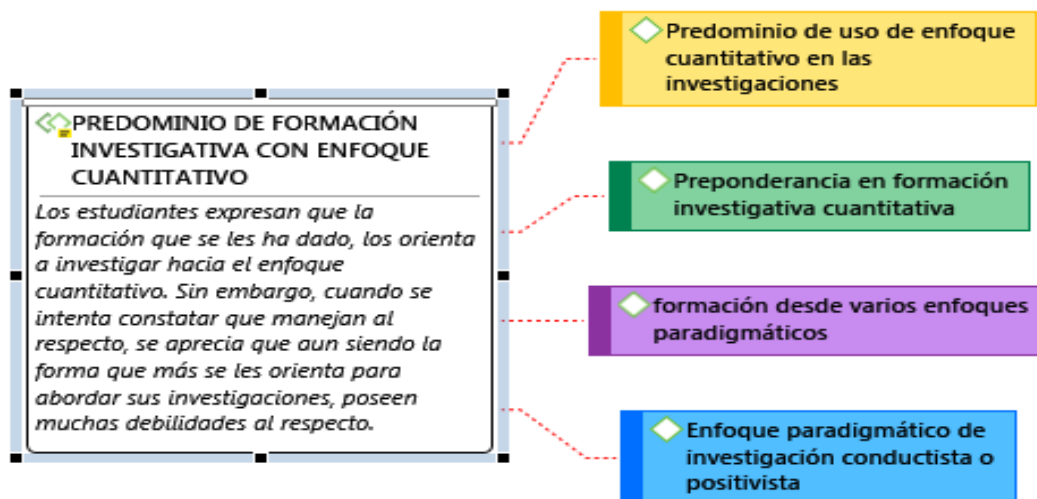 PREDOMINIO DE FORMACIÓN
INVESTIGATIVA CON ENFOQUE
CUANTITATIVO
Los estudiantes expresan que la
formación que se les ha dado, los orienta
a investigar hacia el enfoque
cuantitativo. Sin embargo, cuando se
intenta constatar que manejan al
respecto, se aprecia que aun siendo la
forma que más se les orienta para
abordar sus investigaciones, poseen
muchas debilidades al respecto.
Predominio de uso de enfoque
cuantitativo en las
investigaciones
Preponderancia en formación
investigativa cuantitativa
formación desde varios enfoques
paradigmáticos
Enfoque paradigmático de
investigación conductista o
positivista